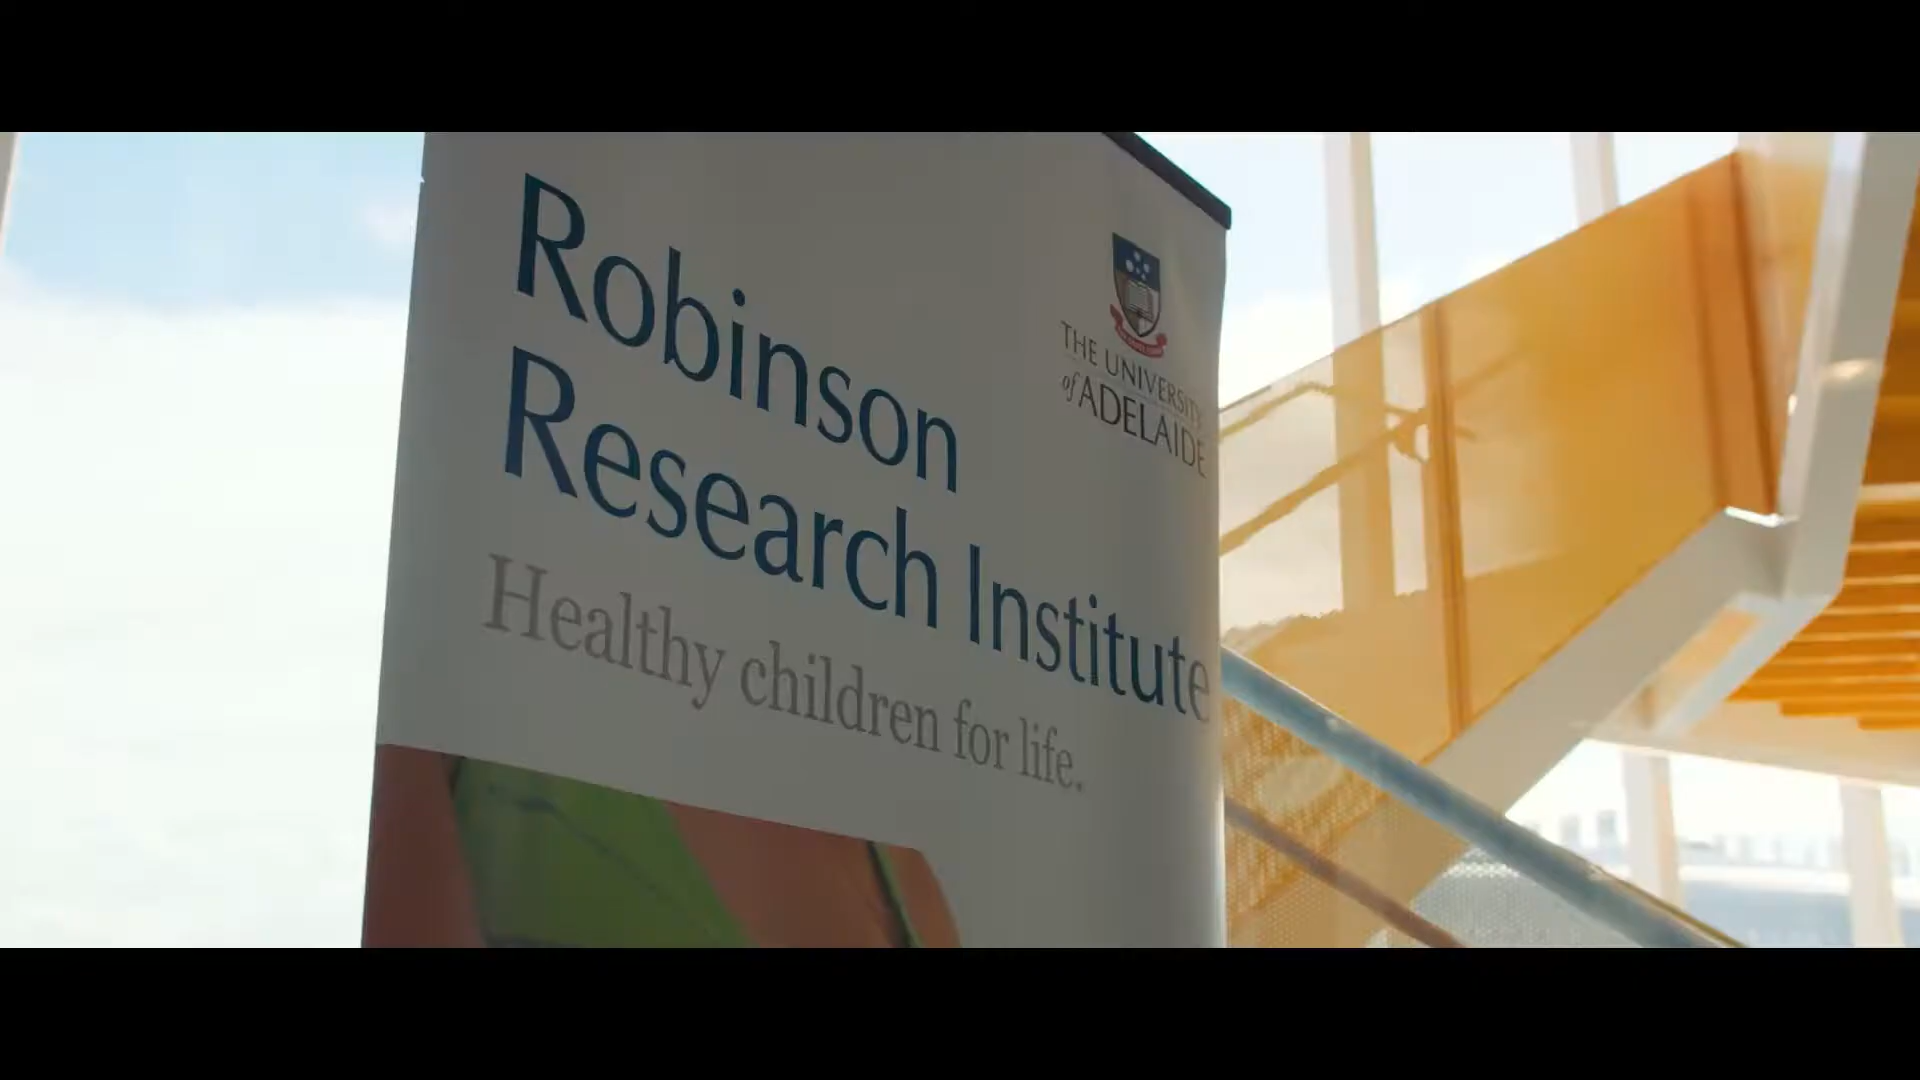 Robinson
Research Institute
Healthy children for life.
THE UNIVERSITY
of ADELAIDE